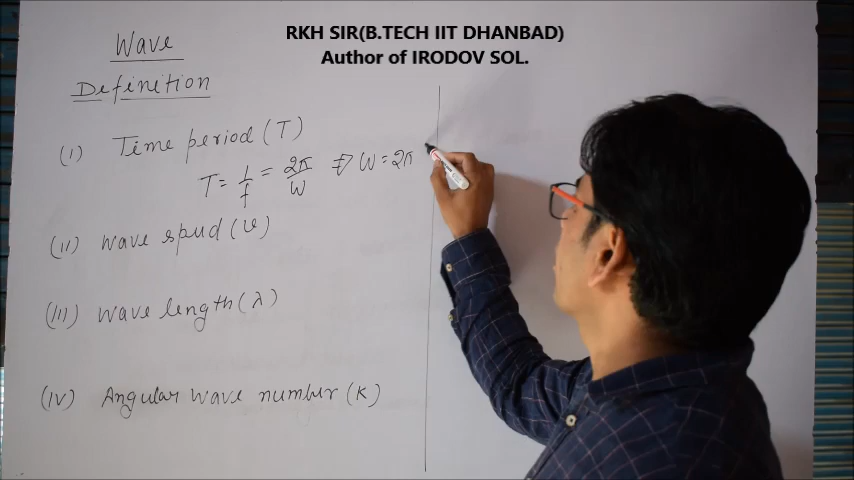 RKH SIR(B.TECH IIT DHANBAD)
Author of IRODOV SOL.
Wave
Definition
(I) Time period (T)
T = 1/f = 2π/W ⇒ W = 2π
(II) Wave speed (v)
(III) Wave length (λ)
(IV) Angular wave number (K)